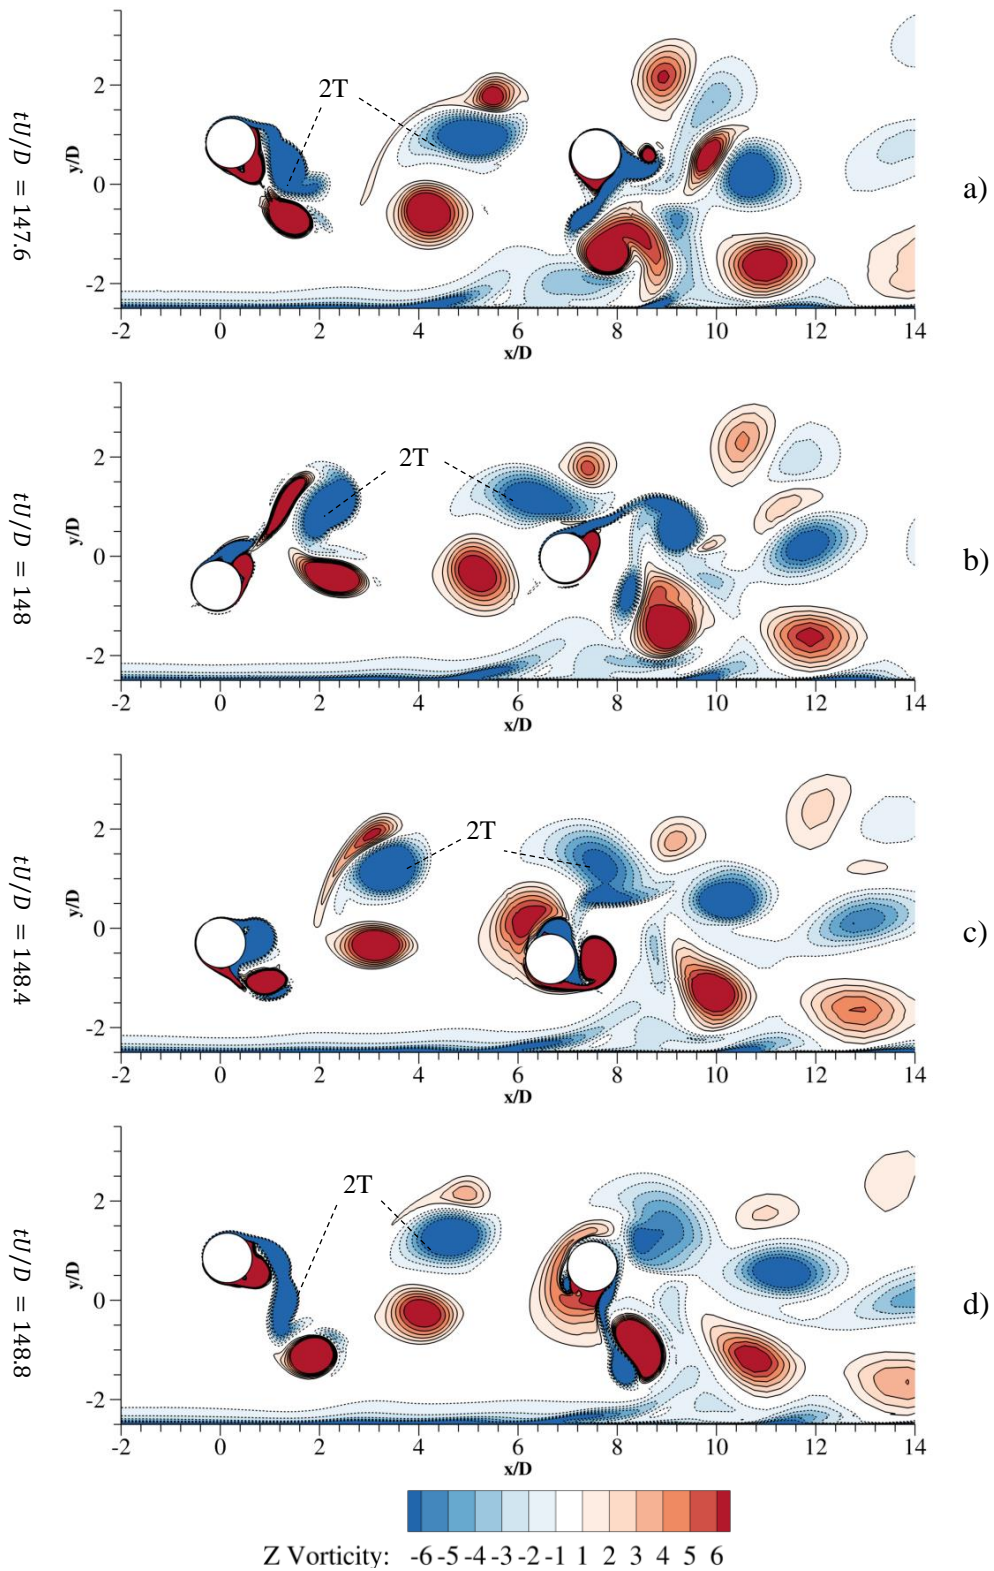 2T
2
0
-2
y/D
tU/D = 147.6
a)
-2 0 2 4 6 8 10 12 14
x/D
2T
2
0
-2
y/D
tU/D = 148
b)
-2 0 2 4 6 8 10 12 14
x/D
2T
2
0
-2
y/D
tU/D = 148.4
c)
-2 0 2 4 6 8 10 12 14
x/D
2T
2
0
-2
y/D
tU/D = 148.8
d)
-2 0 2 4 6 8 10 12 14
x/D
Z Vorticity: -6 -5 -4 -3 -2 -1 1 2 3 4 5 6